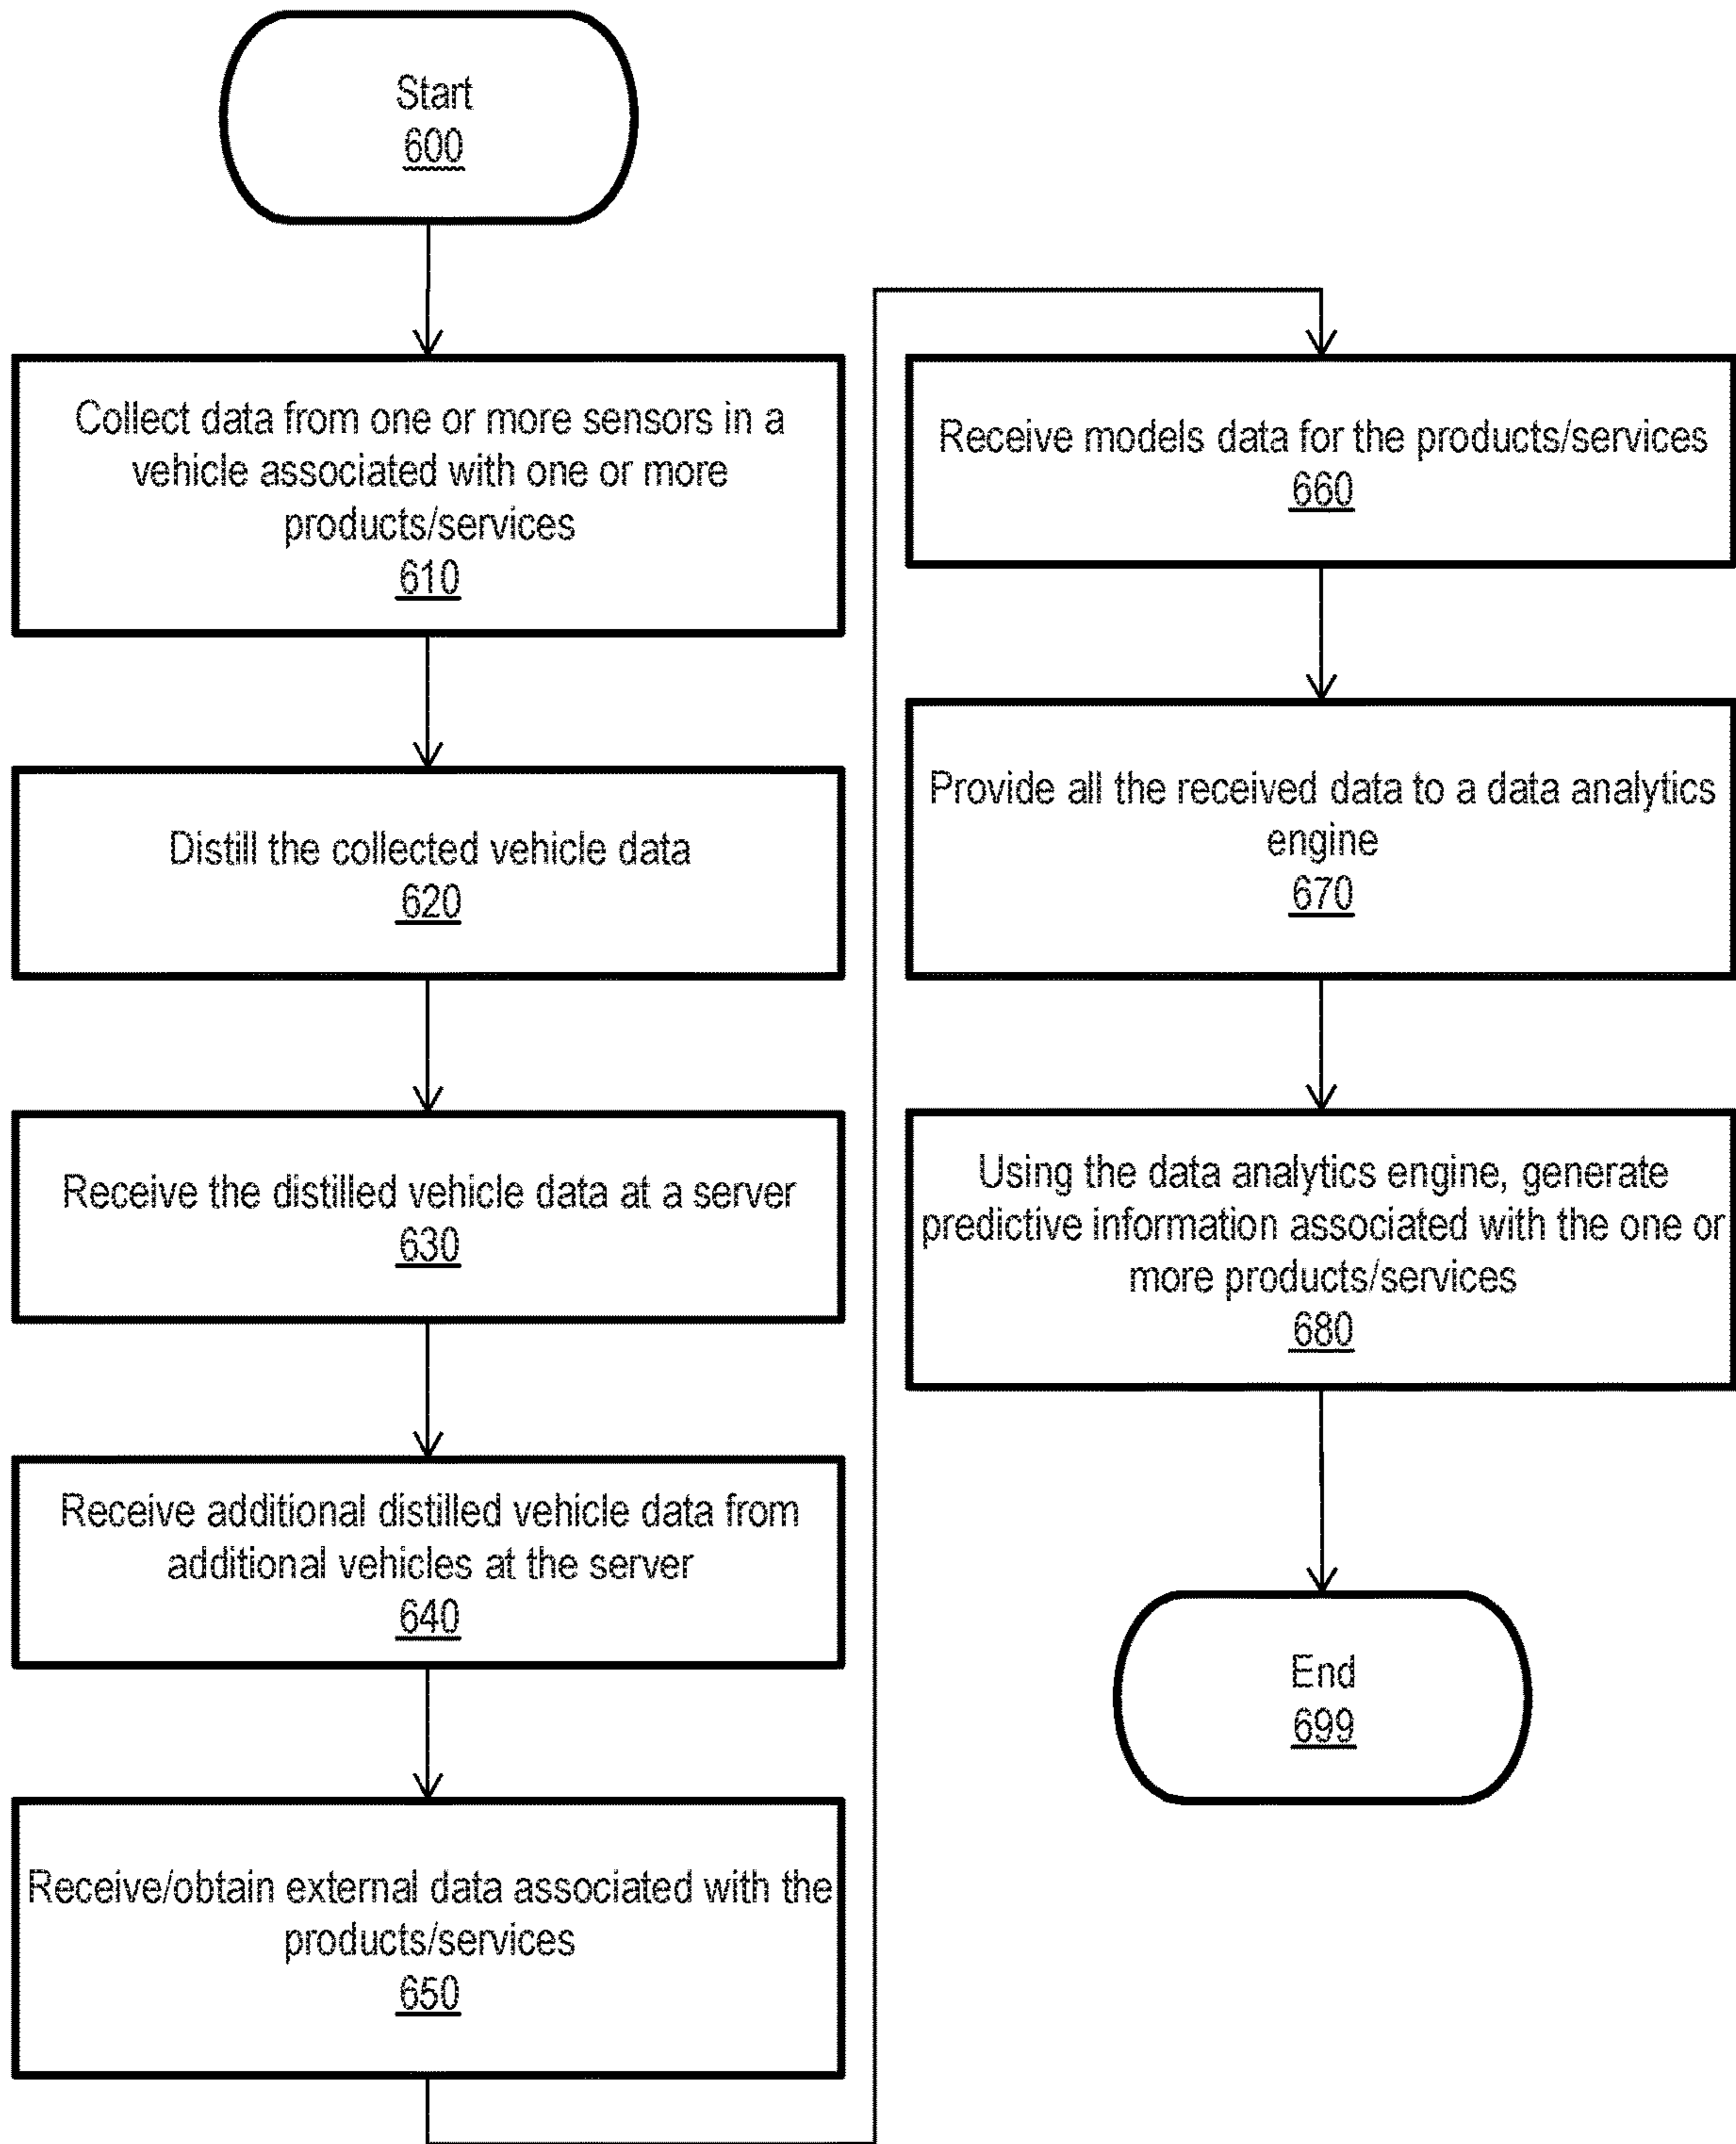 Start
600
Collect data from one or more sensors in a
vehicle associated with one or more
products/services
610
Distill the collected vehicle data
620
Receive the distilled vehicle data at a server
630
Receive additional distilled vehicle data from
additional vehicles at the server
640
Receive/obtain external data associated with the
products/services
650
Receive models data for the products/services
660
Provide all the received data to a data analytics
engine
670
Using the data analytics engine, generate
predictive information associated with the one or
more products/services
680
End
699